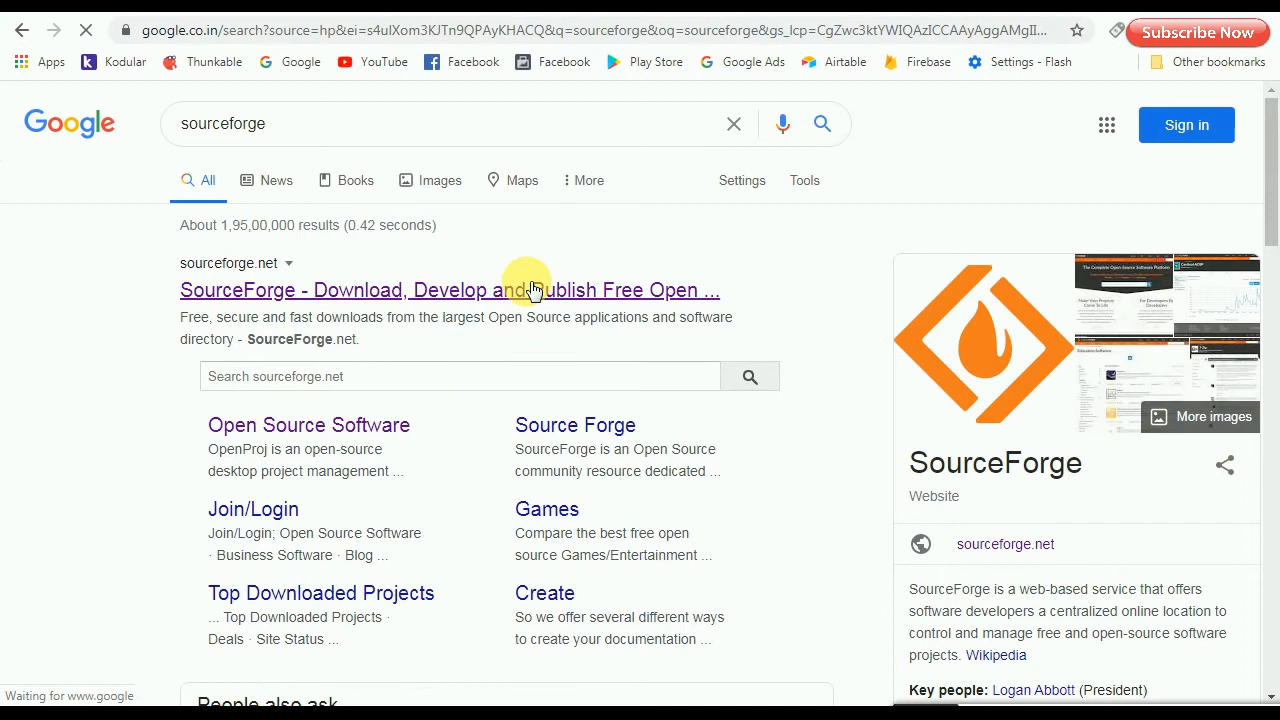 google.co.in/search?source=hp&ei=s4ulXom3KJTn9QPAyKHACQ&q=sourceforge&oq=sourceforge&gs_lcp=CgZwc3ktYWIQAzICCAAyAggAMgII...
Subscribe Now
Apps Kodular Thunkable Google YouTube Facebook Facebook Play Store Google Ads Airtable Firebase Settings - Flash Other bookmarks
Google sourceforge Sign in
All News Books Images Maps More Settings Tools
About 1,95,00,000 results (0.42 seconds)
sourceforge.net
SourceForge - Download, Develop and Publish Free Open ...
Free, secure and fast downloads from the largest Open Source applications and software
directory - SourceForge.net.
Search sourceforge.net
Open Source Software
OpenProj is an open-source
desktop project management ...
Source Forge
SourceForge is an Open Source
community resource dedicated ...
Join/Login
Join/Login; Open Source Software
· Business Software · Blog ...
Games
Compare the best free open
source Games/Entertainment ...
Top Downloaded Projects
... Top Downloaded Projects ·
Deals · Site Status ...
Create
So we offer several different ways
to create your documentation ...
People also ask
More images
SourceForge
Website
sourceforge.net
SourceForge is a web-based service that offers
software developers a centralized online location to
control and manage free and open-source software
projects. Wikipedia
Key people: Logan Abbott (President)
Waiting for www.google